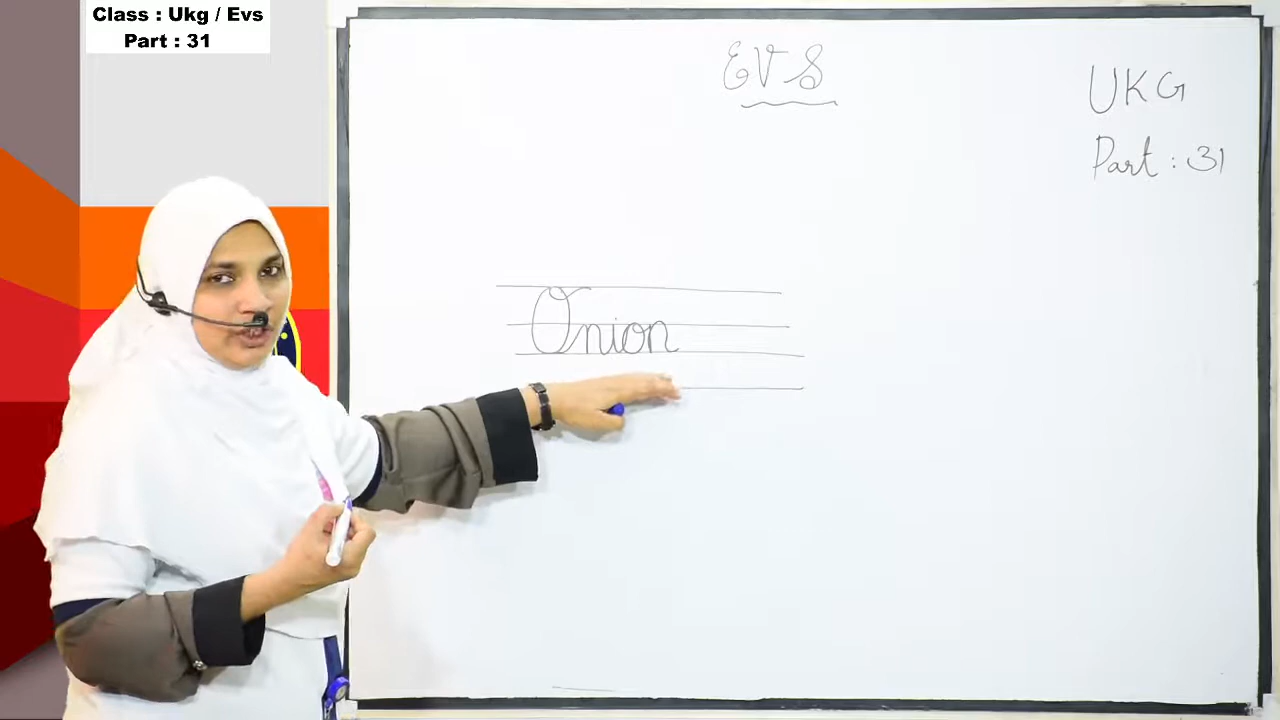 Class : Ukg / Evs
Part : 31
EVS
UKG
Part : 31
Onion